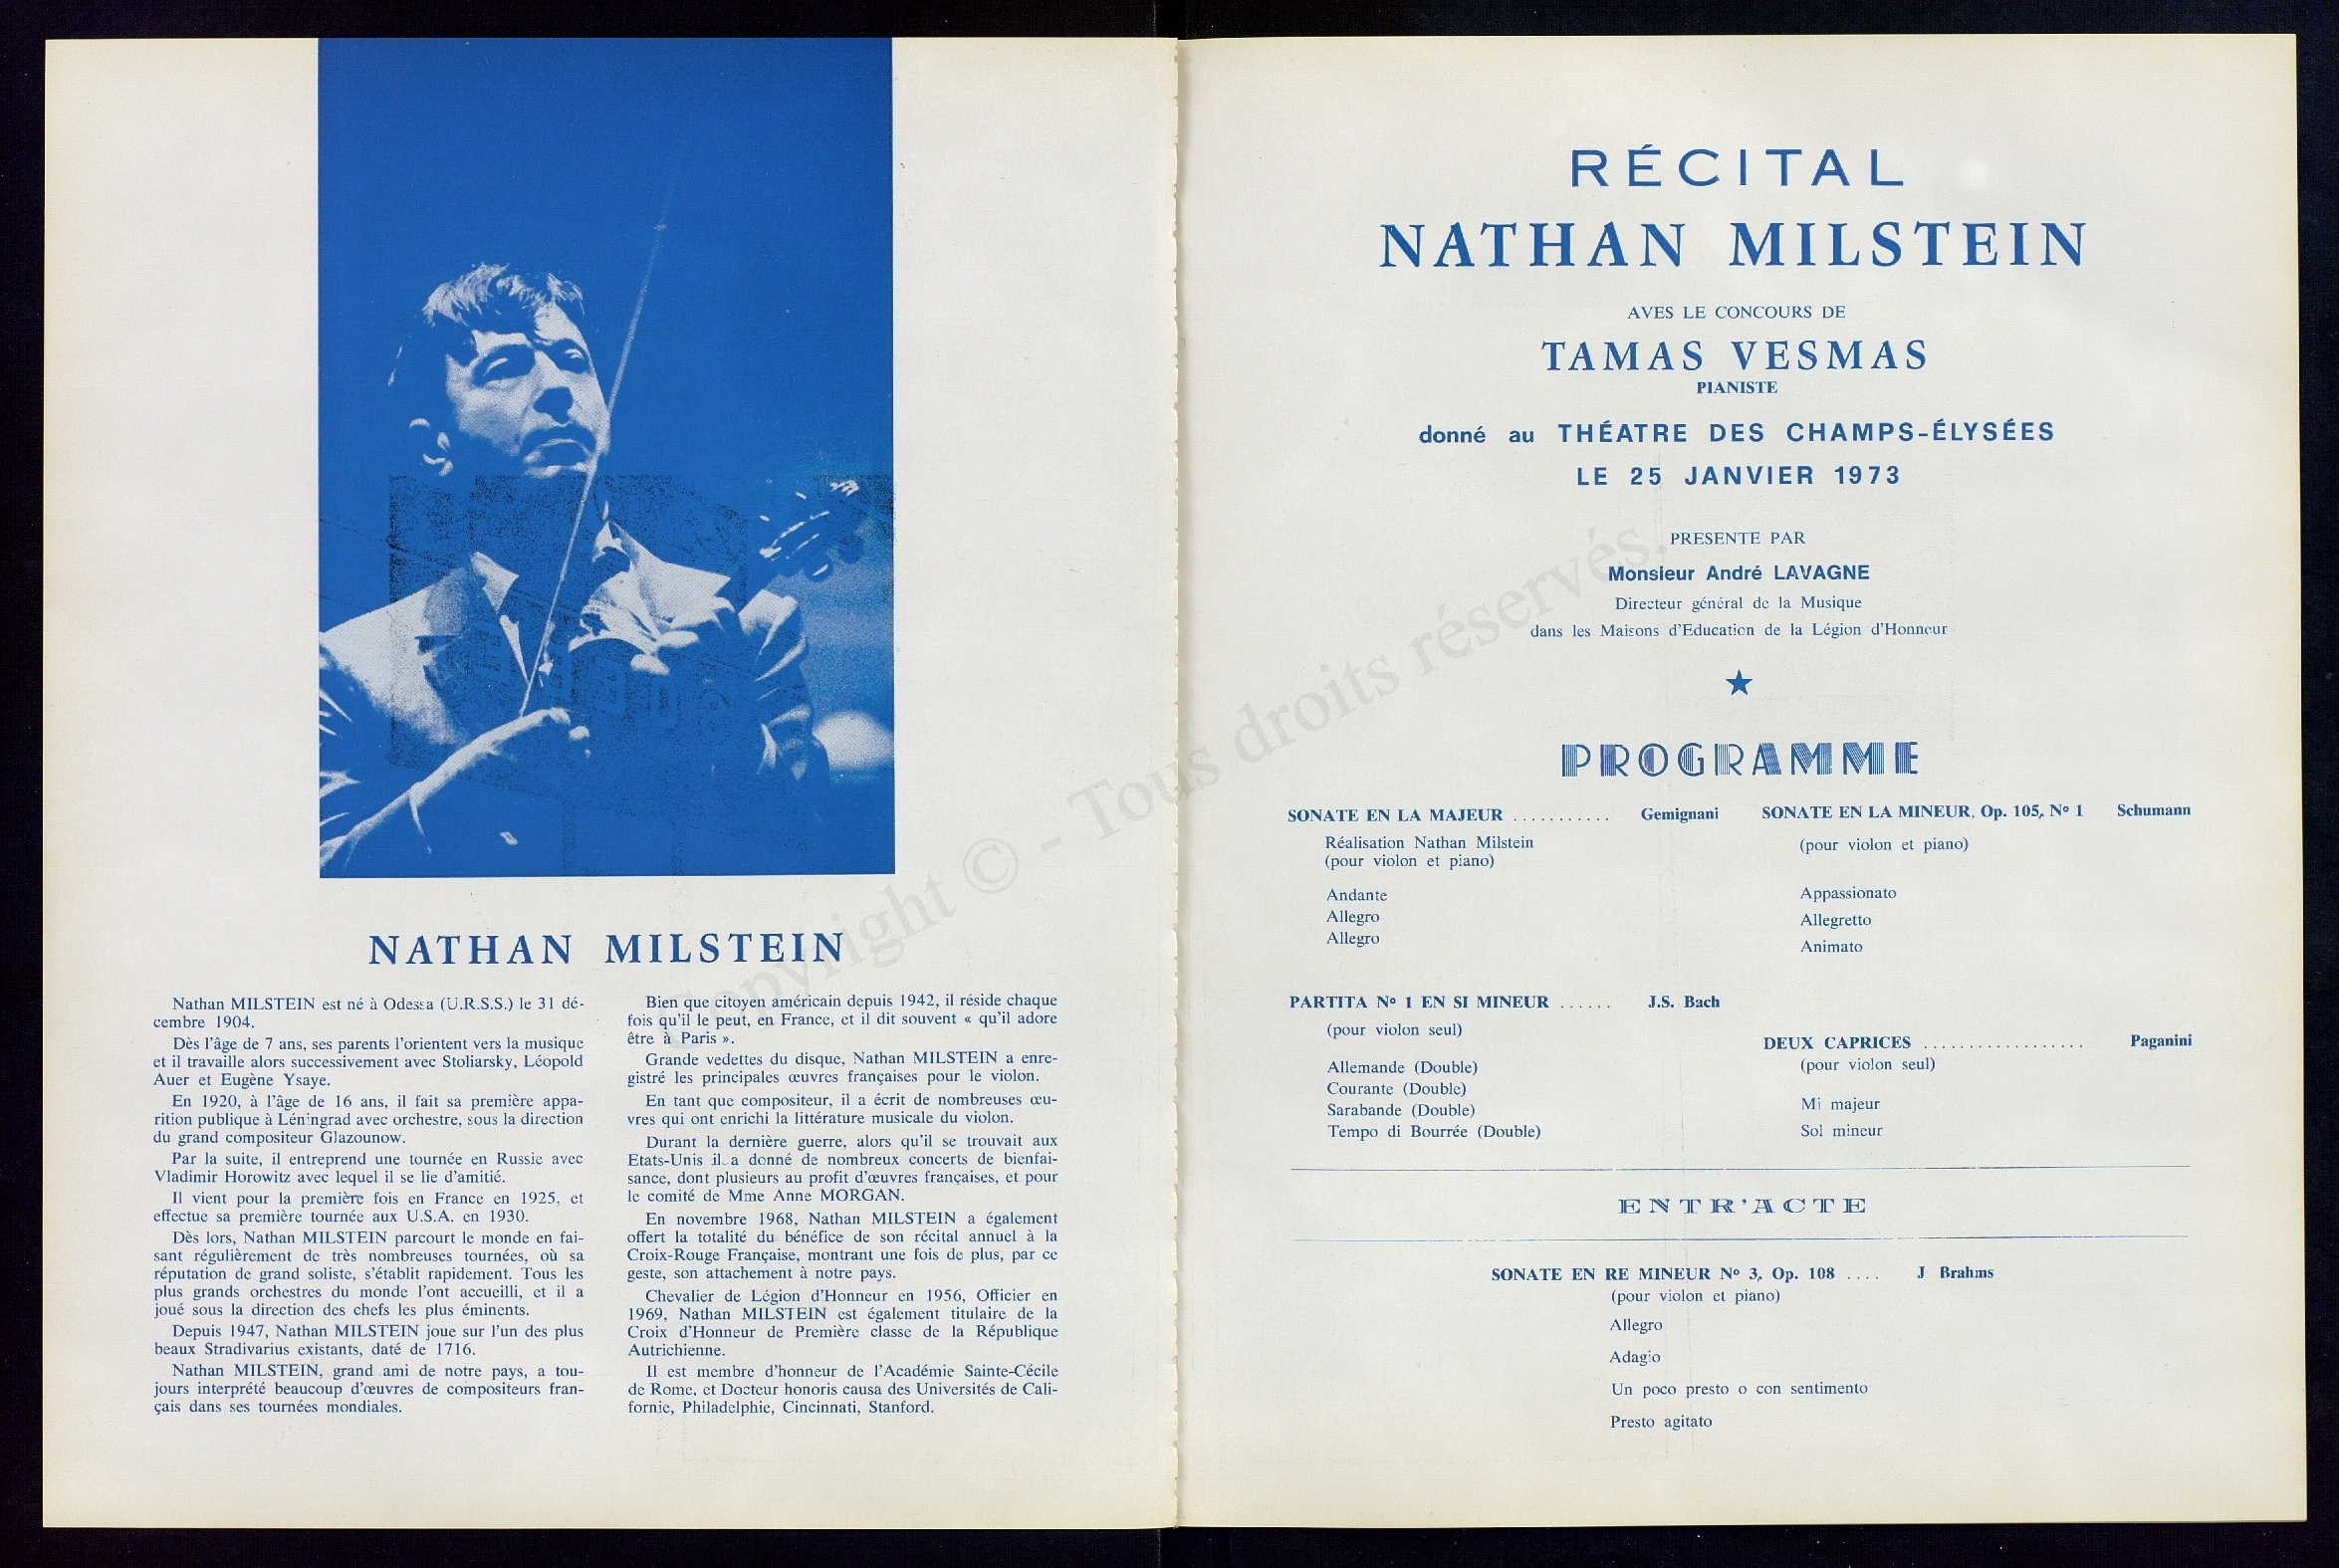 NATHAN MILSTEIN
Nathan MILSTEIN est né à Odessa (U.R.S.S.) le 31 dé-
cembre 1904.
Dès l'âge de 7 ans, ses parents l'orientent vers la musique
et il travaille alors successivement avec Stoliarsky, Léopold
Auer et Eugène Ysaye.
En 1920, à l'âge de 16 ans, il fait sa première appa-
rition publique à Léningrad avec orchestre, sous la direction
du grand compositeur Glazounow.
Par la suite, il entreprend une tournée en Russie avec
Vladimir Horowitz avec lequel il se lie d'amitié.
Il vient pour la première fois en France en 1925, et
effectue sa première tournée aux U.S.A. en 1930.
Dès lors, Nathan MILSTEIN parcourt le monde en fai-
sant régulièrement de très nombreuses tournées, où sa
réputation de grand soliste, s'établit rapidement. Tous les
plus grands orchestres du monde l'ont accueilli, et il a
joué sous la direction des chefs les plus éminents.
Depuis 1947, Nathan MILSTEIN joue sur l'un des plus
beaux Stradivarius existants, daté de 1716.
Nathan MILSTEIN, grand ami de notre pays, a tou-
jours interprété beaucoup d'œuvres de compositeurs fran-
çais dans ses tournées mondiales.
Bien que citoyen américain depuis 1942, il réside chaque
fois qu'il le peut, en France, et il dit souvent « qu'il adore
être à Paris ».
Grande vedettes du disque, Nathan MILSTEIN a enre-
gistré les principales œuvres françaises pour le violon.
En tant que compositeur, il a écrit de nombreuses œu-
vres qui ont enrichi la littérature musicale du violon.
Durant la dernière guerre, alors qu'il se trouvait aux
Etats-Unis il a donné de nombreux concerts de bienfai-
sance, dont plusieurs au profit d'œuvres françaises, et pour
le comité de Mme Anne MORGAN.
En novembre 1968, Nathan MILSTEIN a également
offert la totalité du bénéfice de son récital annuel à la
Croix-Rouge Française, montrant une fois de plus, par ce
geste, son attachement à notre pays.
Chevalier de Légion d'Honneur en 1956, Officier en
1969, Nathan MILSTEIN est également titulaire de la
Croix d'Honneur de Première classe de la République
Autrichienne.
Il est membre d'honneur de l'Académie Sainte-Cécile
de Rome, et Docteur honoris causa des Universités de Cali-
fornie, Philadelphie, Cincinnati, Stanford.
RÉCITAL
NATHAN MILSTEIN
AVES LE CONCOURS DE
TAMAS VESMAS
PIANISTE
donné au THÉATRE DES CHAMPS-ÉLYSÉES
LE 25 JANVIER 1973
PRESENTE PAR
Monsieur André LAVAGNE
Directeur général de la Musique
dans les Maisons d'Education de la Légion d'Honneur
PROGRAMME
SONATE EN LA MAJEUR ........... Gemignani
Réalisation Nathan Milstein
(pour violon et piano)
Andante
Allegro
Allegro
PARTITA Nº 1 EN SI MINEUR ...... J.S. Bach
(pour violon seul)
Allemande (Double)
Courante (Double)
Sarabande (Double)
Tempo di Bourrée (Double)
SONATE EN LA MINEUR, Op. 105, Nº 1 Schumann
(pour violon et piano)
Appassionato
Allegretto
Animato
DEUX CAPRICES .................. Paganini
(pour violon seul)
Mi majeur
Sol mineur
ENTR'ACTE
SONATE EN RE MINEUR Nº 3, Op. 108 .... J Brahms
(pour violon et piano)
Allegro
Adagio
Un poco presto o con sentimento
Presto agitato
Copyright © - Tous droits réservés.